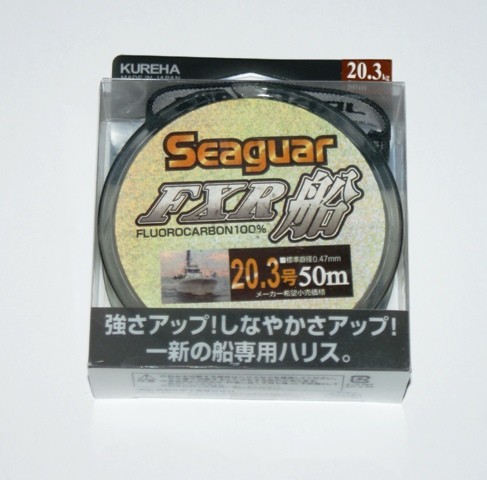 KUREHA
MADE IN JAPAN
20.3kg
Seaguar
FXR船
FLUOROCARBON100%
■標準直径0.47mm
20.3号50m
メーカー希望小売価格
強さアップ!しなやかさアップ!
一新の船専用ハリス。